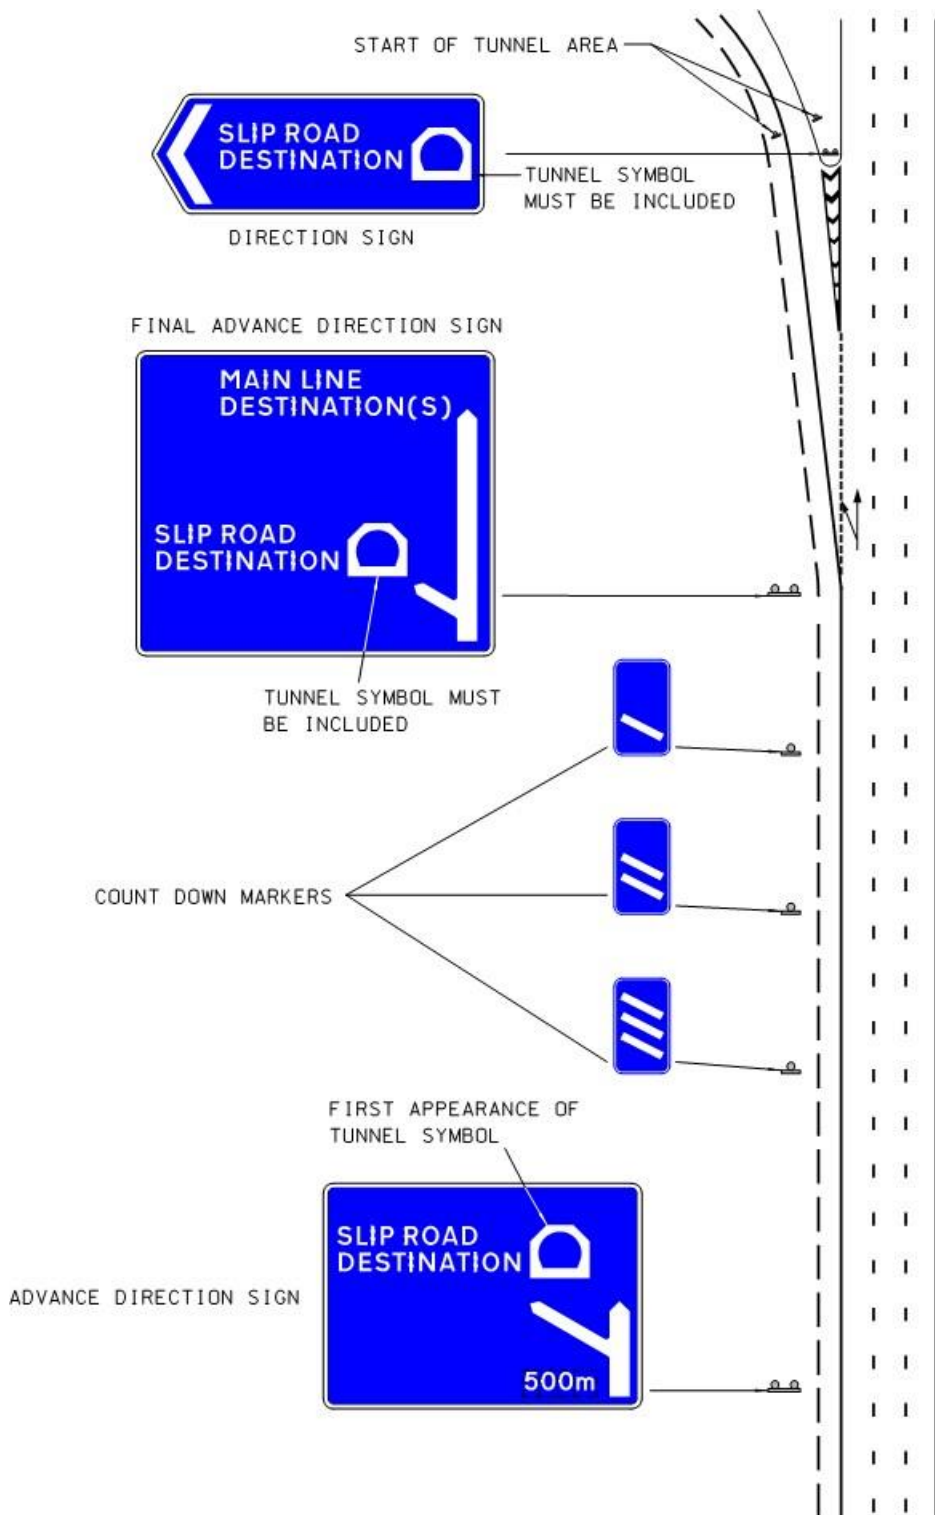 START OF TUNNEL AREA
SLIP ROAD
DESTINATION
TUNNEL SYMBOL
MUST BE INCLUDED
DIRECTION SIGN
FINAL ADVANCE DIRECTION SIGN
MAIN LINE
DESTINATION(S)
SLIP ROAD
DESTINATION
TUNNEL SYMBOL MUST
BE INCLUDED
COUNT DOWN MARKERS
FIRST APPEARANCE OF
TUNNEL SYMBOL
SLIP ROAD
DESTINATION
ADVANCE DIRECTION SIGN
500m